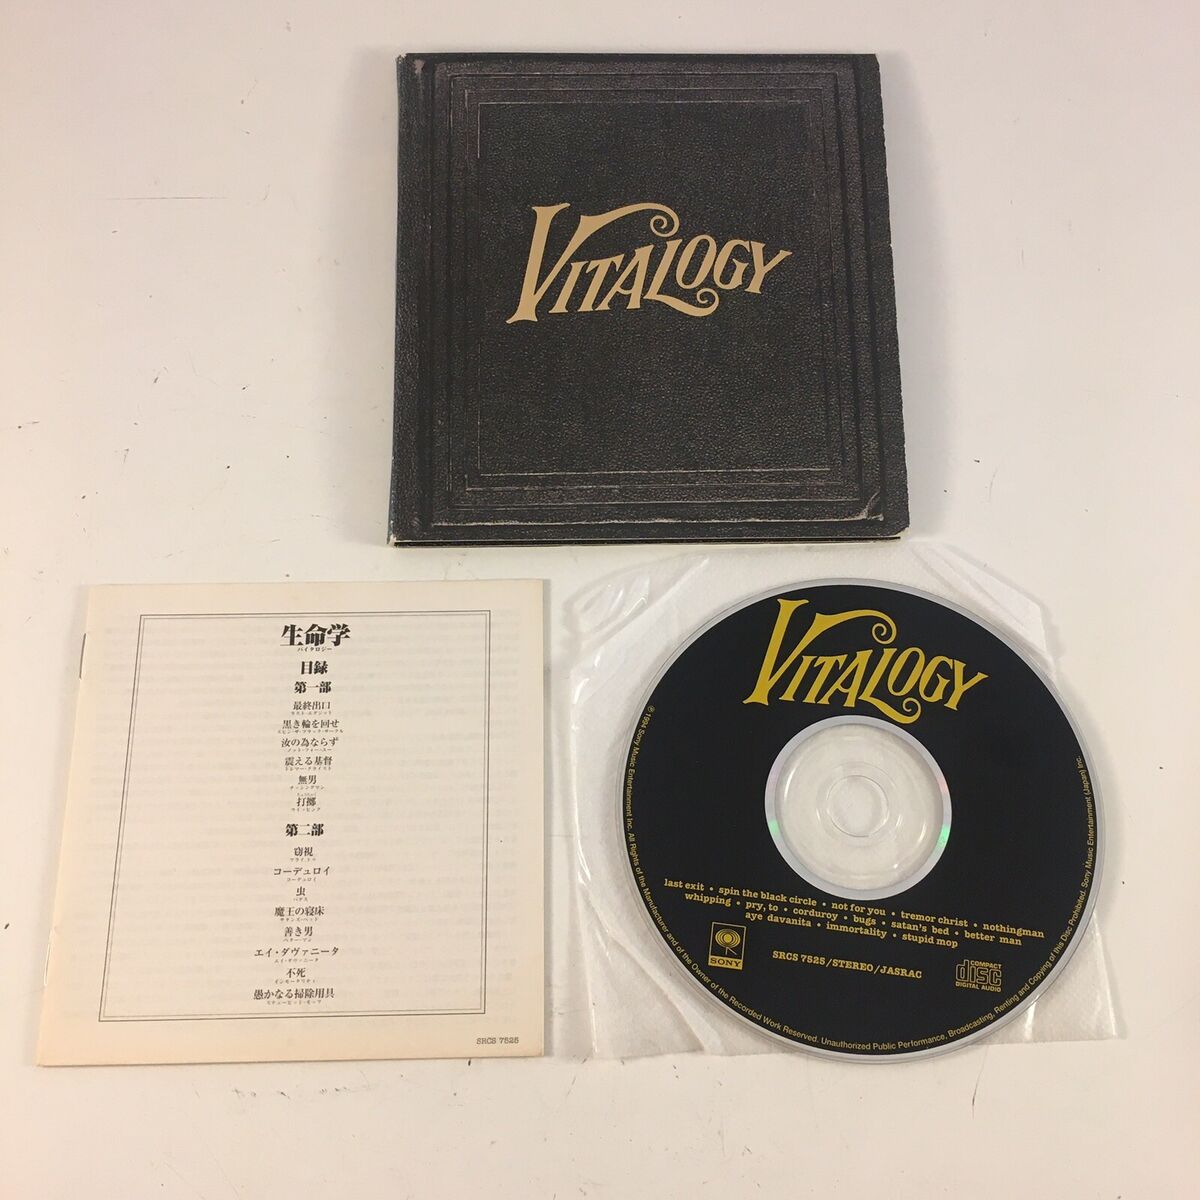 VITALOGY
生命学
バイタロジー
目録
第一部
最終出口
ラスト・エグジット
黒き輪を回せ
スピン・ザ・ブラック・サークル
汝の為ならず
ノット・フォー・ユー
震える基督
トレマー・クライスト
無男
ナッシングマン
打擲
ウイッピング
第二部
窃視
プライ、トゥ
コーデュロイ
コーデュロイ
虫
バグズ
魔王の寝床
サタンズ・ベッド
善き男
ベター・マン
エイ・ダヴァニータ
エイ・ダヴァニータ
不死
インモータリティ
愚かなる掃除用具
ステューピッド・モップ
SRCS 7525
VITALOGY
last exit • spin the black circle • not for you • tremor christ • nothingman
whipping • pry, to • corduroy • bugs • satan's bed • better man
aye davanita • immortality • stupid mop
SONY
SRCS 7525/STEREO/JASRAC
COMPACT
disc
DIGITAL AUDIO
℗ 1994 Sony Music Entertainment Inc. All Rights of the Manufacturer and of the Owner of the Recorded Work Reserved. Unauthorized Public Performance, Broadcasting, Renting and Copying of this Disc Prohibited. Sony Music Entertainment (Japan) Inc.